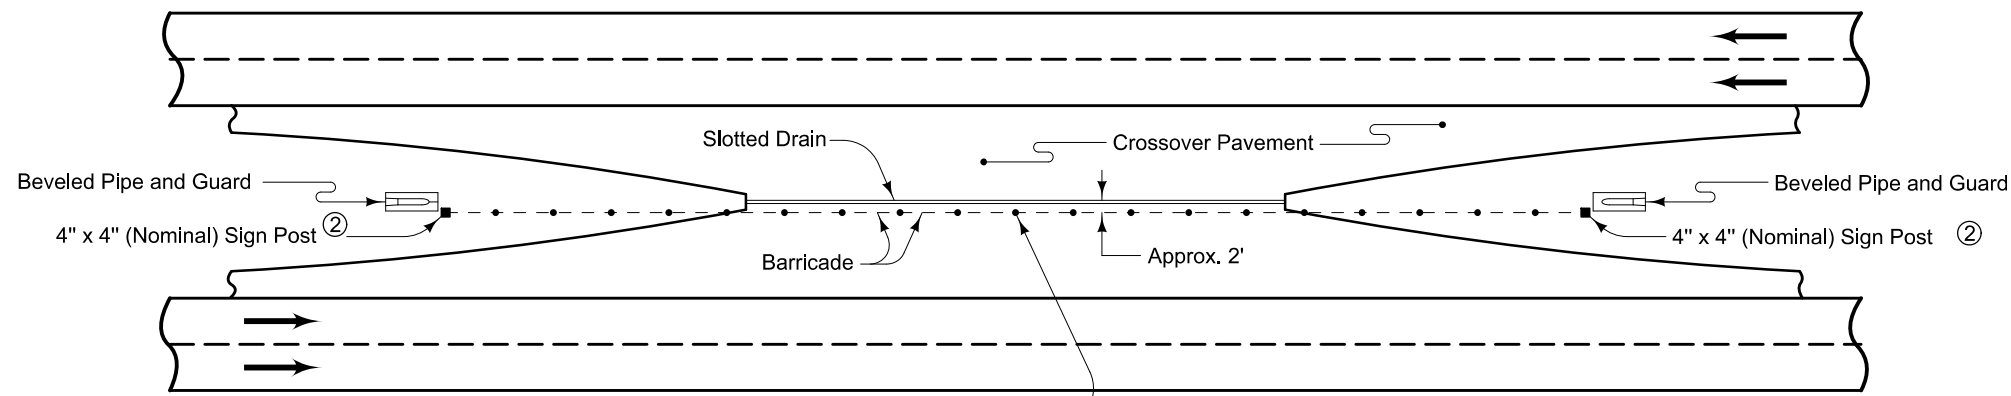 Slotted Drain
Crossover Pavement
Beveled Pipe and Guard
Beveled Pipe and Guard
4" x 4" (Nominal) Sign Post ②
4" x 4" (Nominal) Sign Post ②
Barricade
Approx. 2'